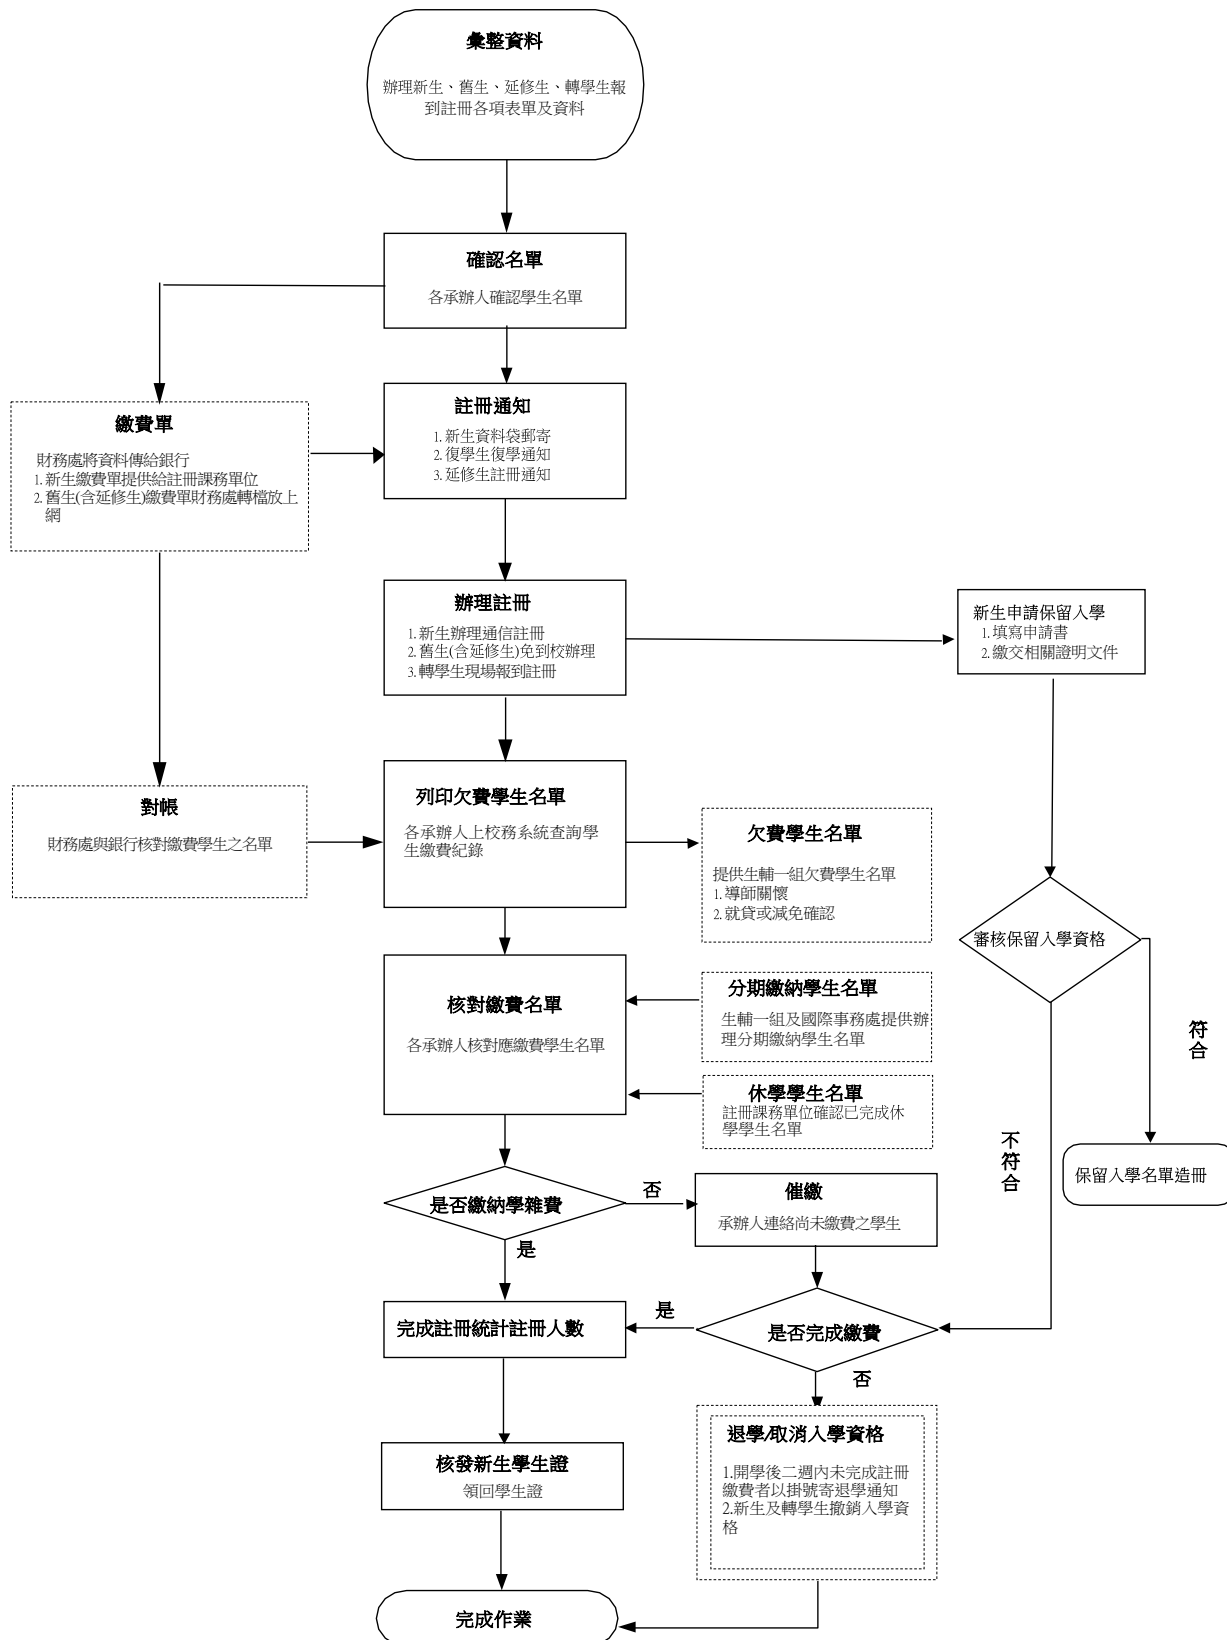 彙整資料
辦理新生、舊生、延修生、轉學生報
到註冊各項表單及資料
確認名單
各承辦人確認學生名單
繳費單
財務處將資料傳給銀行
1. 新生繳費單提供給註冊課務單位
2. 舊生(含延修生)繳費單財務處轉檔放上
網
註冊通知
1. 新生資料袋郵寄
2. 復學生復學通知
3. 延修生註冊通知
辦理註冊
1. 新生辦理通信註冊
2. 舊生(含延修生)免到校辦理
3. 轉學生現場報到註冊
新生申請保留入學
1. 填寫申請書
2. 繳交相關證明文件
對帳
財務處與銀行核對繳費學生之名單
列印欠費學生名單
各承辦人上校務系統查詢學
生繳費紀錄
欠費學生名單
提供生輔一組欠費學生名單
1. 導師關懷
2. 就貸或減免確認
審核保留入學資格
核對繳費名單
各承辦人核對應繳費學生名單
分期繳納學生名單
生輔一組及國際事務處提供辦
理分期繳納學生名單
休學學生名單
註冊課務單位確認已完成休
學學生名單
符
合
不
符
合
保留入學名單造冊
是否繳納學雜費
否
是
催繳
承辦人連絡尚未繳費之學生
完成註冊統計註冊人數
是
是否完成繳費
否
退學/取消入學資格
1.開學後二週內未完成註冊
繳費者以掛號寄退學通知
2.新生及轉學生撤銷入學資
格
核發新生學生證
領回學生證
完成作業